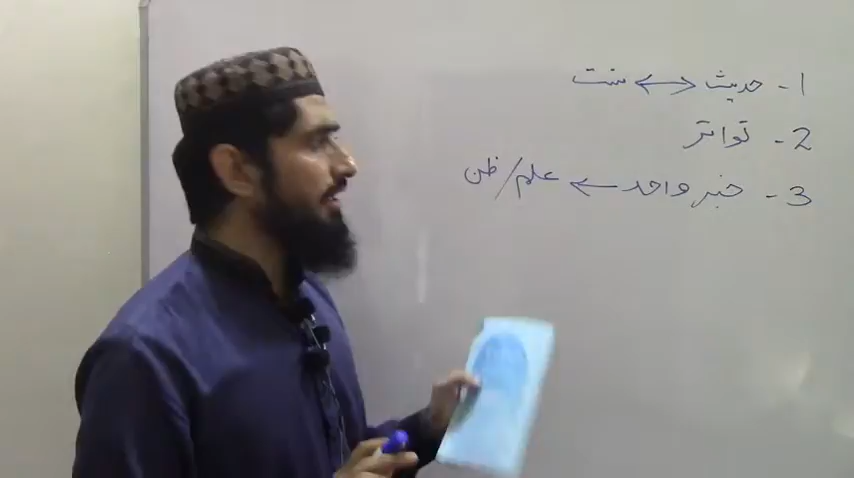 1- حدیث ↔ سنت
2- تواتر
3- خبر واحد ← علم/ظن